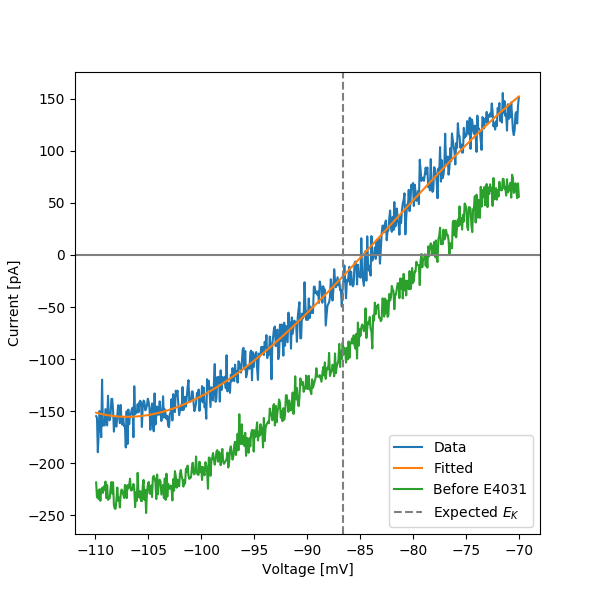 150
100
50
0
−50
−100
−150
−200
−250
Current [pA]
−110 −105 −100 −95 −90 −85 −80 −75 −70
Voltage [mV]
Data
Fitted
Before E4031
Expected E_K